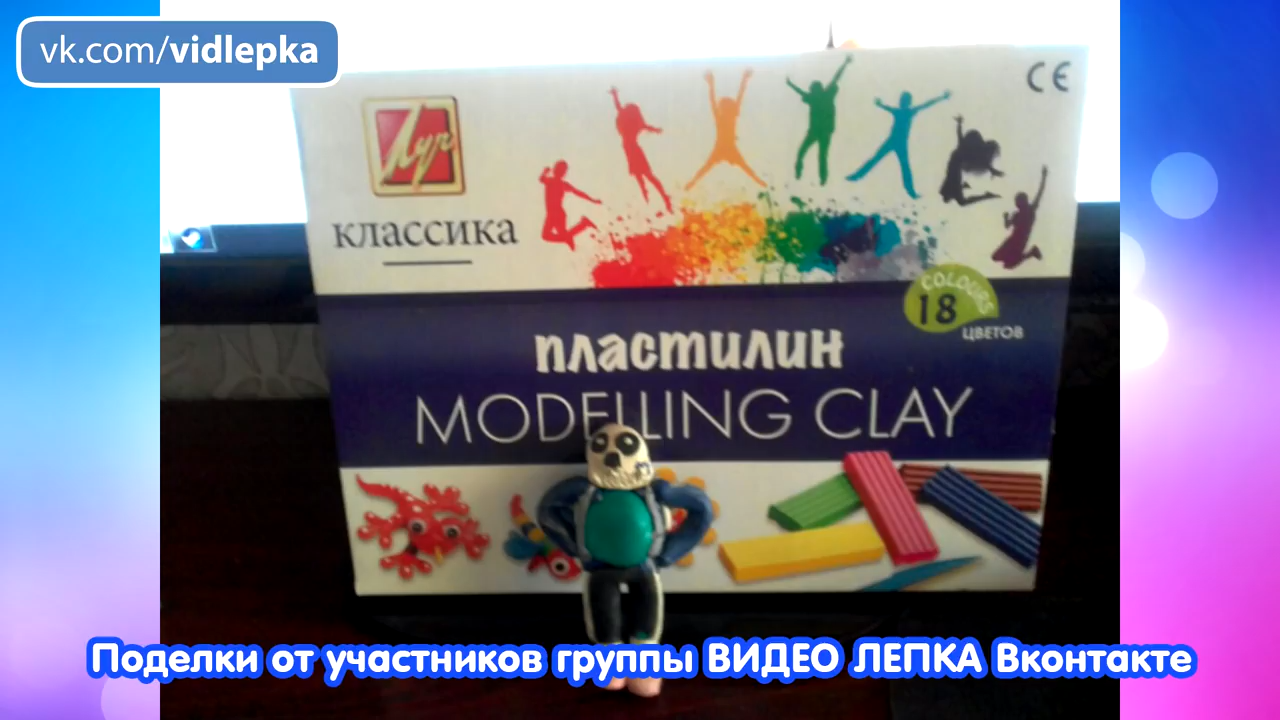 vk.com/vidlepka
CE
Луч
классика
COLOURS
18
ЦВЕТОВ
пластилин
MODELLING CLAY
Поделки от участников группы ВИДЕО ЛЕПКА Вконтакте